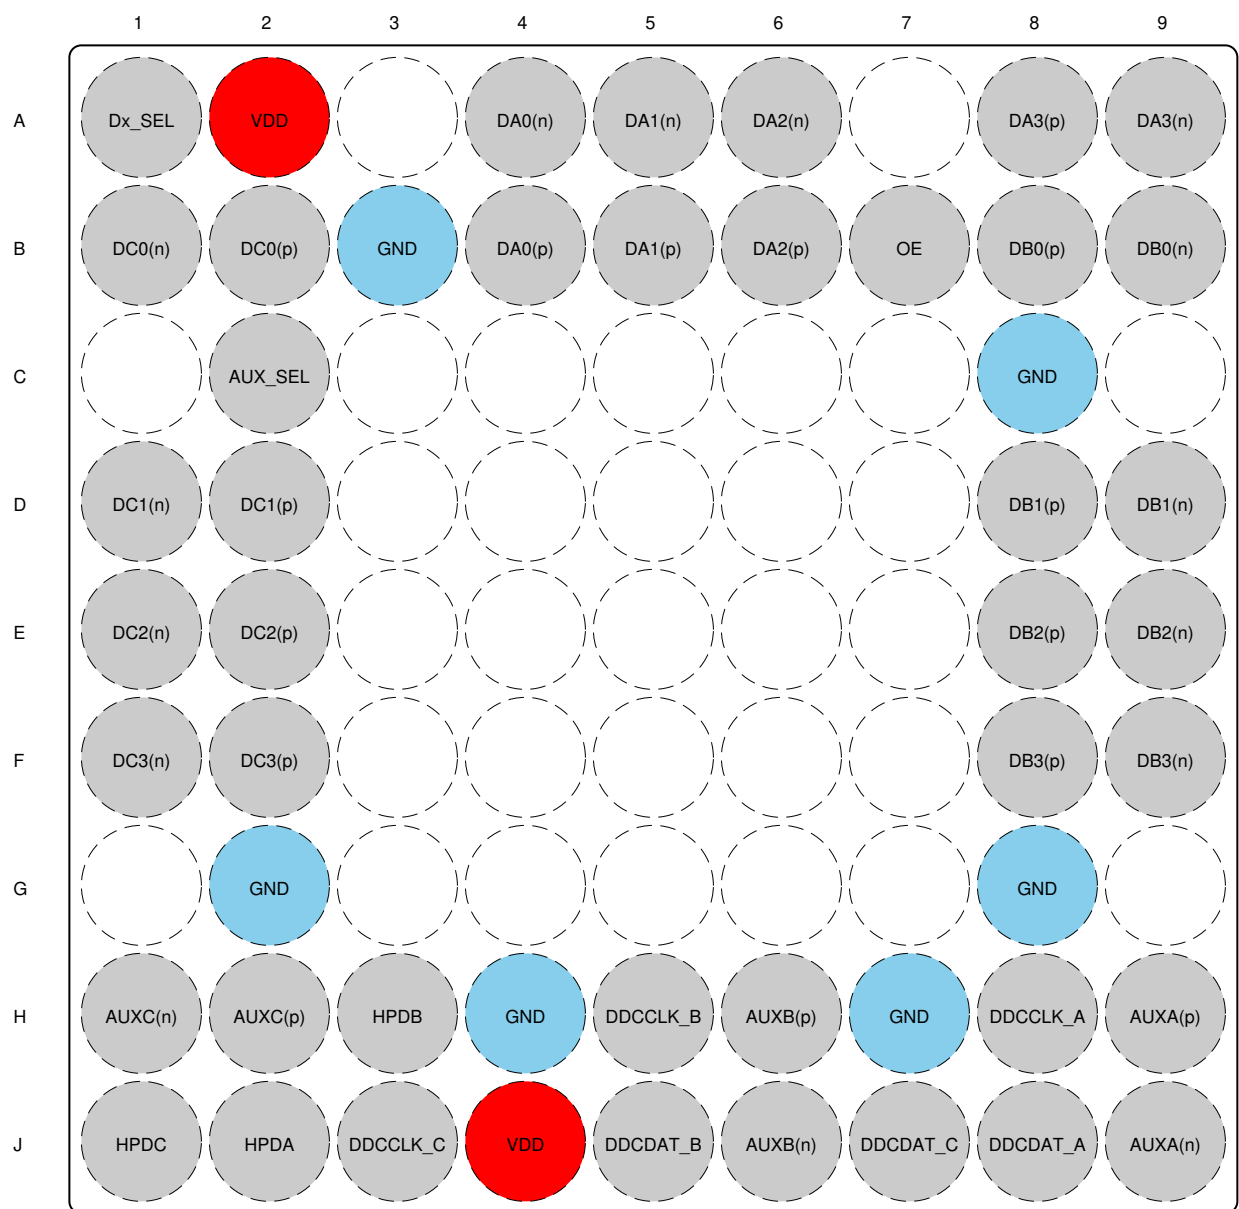 1 2 3 4 5 6 7 8 9
A Dx_SEL VDD DA0(n) DA1(n) DA2(n) DA3(p) DA3(n)
B DC0(n) DC0(p) GND DA0(p) DA1(p) DA2(p) OE DB0(p) DB0(n)
C AUX_SEL GND
D DC1(n) DC1(p) DB1(p) DB1(n)
E DC2(n) DC2(p) DB2(p) DB2(n)
F DC3(n) DC3(p) DB3(p) DB3(n)
G GND GND
H AUXC(n) AUXC(p) HPDB GND DDCCLK_B AUXB(p) GND DDCCLK_A AUXA(p)
J HPDC HPDA DDCCLK_C VDD DDCDAT_B AUXB(n) DDCDAT_C DDCDAT_A AUXA(n)